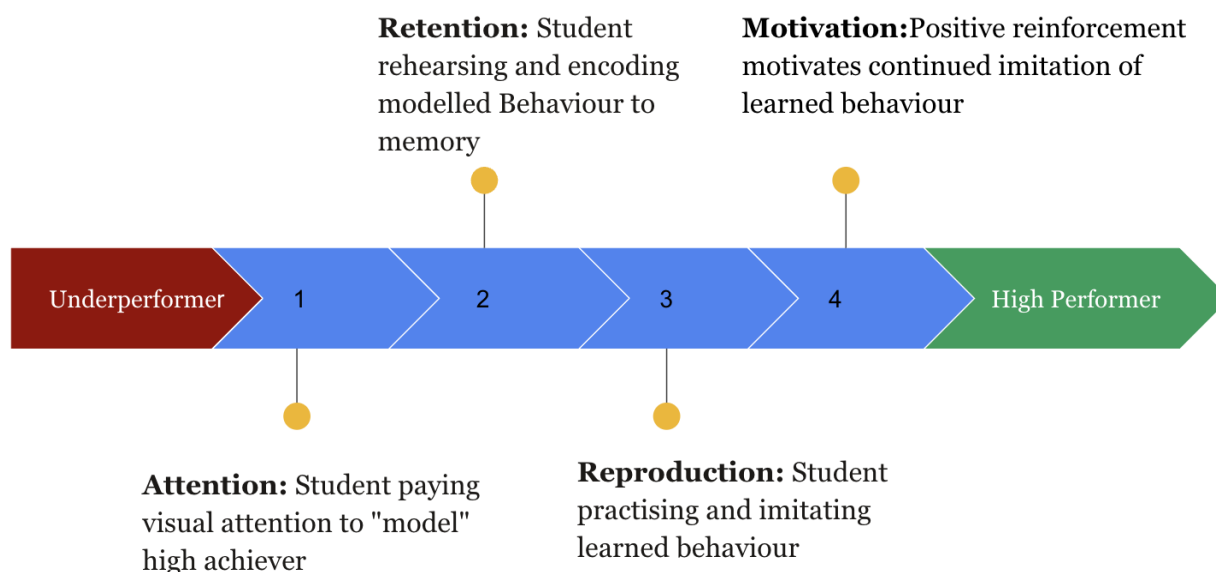 Retention: Student
rehearsing and encoding
modelled Behaviour to
memory
Motivation:Positive reinforcement
motivates continued imitation of
learned behaviour
Underperformer
1
2
3
4
High Performer
Attention: Student paying
visual attention to "model"
high achiever
Reproduction: Student
practising and imitating
learned behaviour